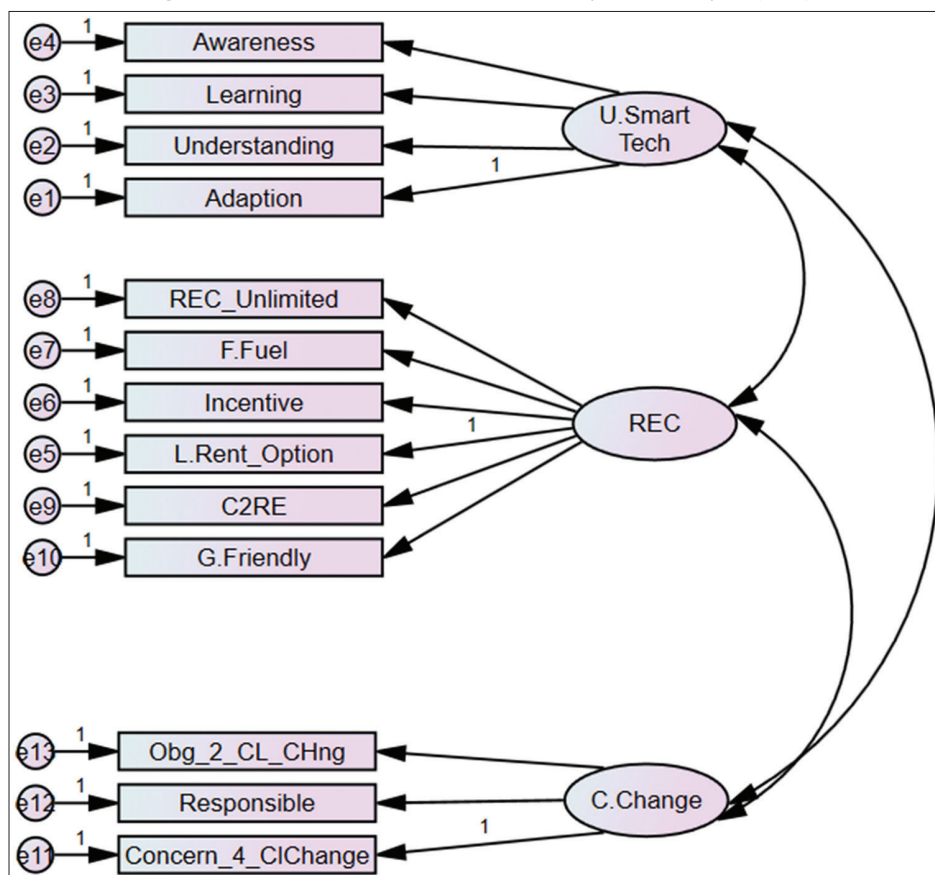 e4 1 Awareness
e3 1 Learning
e2 1 Understanding
e1 1 Adaption
U.Smart
Tech
1
e8 1 REC_Unlimited
e7 1 F.Fuel
e6 1 Incentive
e5 1 L.Rent_Option
e9 1 C2RE
e10 1 G.Friendly
1
REC
e13 1 Obg_2_CL_CHng
e12 1 Responsible
e11 1 Concern_4_ClChange
1
C.Change